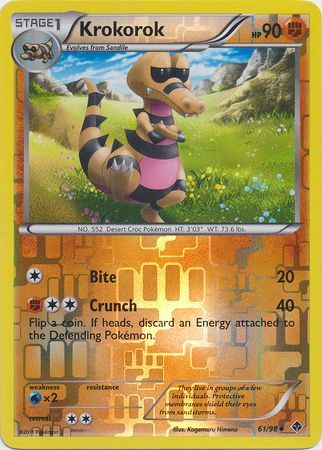 STAGE 1
Krokorok
HP 90
Evolves from Sandile
NO. 552 Desert Croc Pokémon HT: 3'03" WT: 73.6 lbs.
Bite 20
Crunch 40
Flip a coin. If heads, discard an Energy attached to
the Defending Pokémon.
weakness
resistance
×2
retreat
They live in groups of a few
individuals. Protective
membranes shield their eyes
from sandstorms.
©2011 Pokémon
Illus. Kagemaru Himeno
61/98